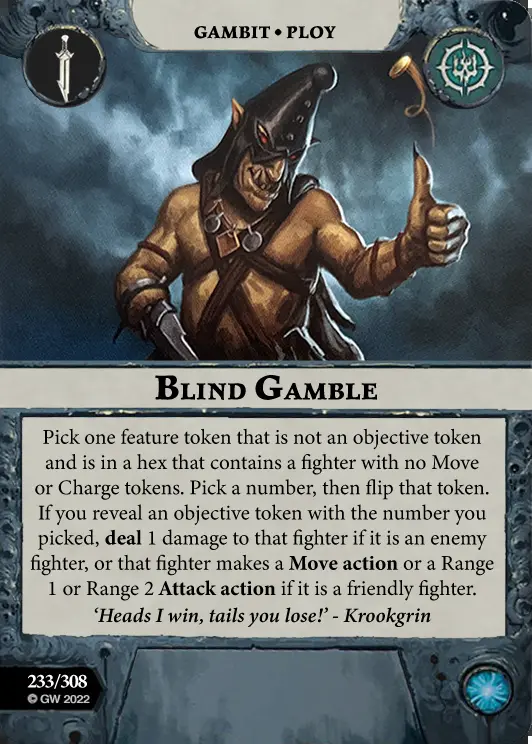 GAMBIT • PLOY
BLIND GAMBLE
Pick one feature token that is not an objective token
and is in a hex that contains a fighter with no Move
or Charge tokens. Pick a number, then flip that token.
If you reveal an objective token with the number you
picked, deal 1 damage to that fighter if it is an enemy
fighter, or that fighter makes a Move action or a Range
1 or Range 2 Attack action if it is a friendly fighter.
‘Heads I win, tails you lose!’ - Krookgrin
233/308
© GW 2022